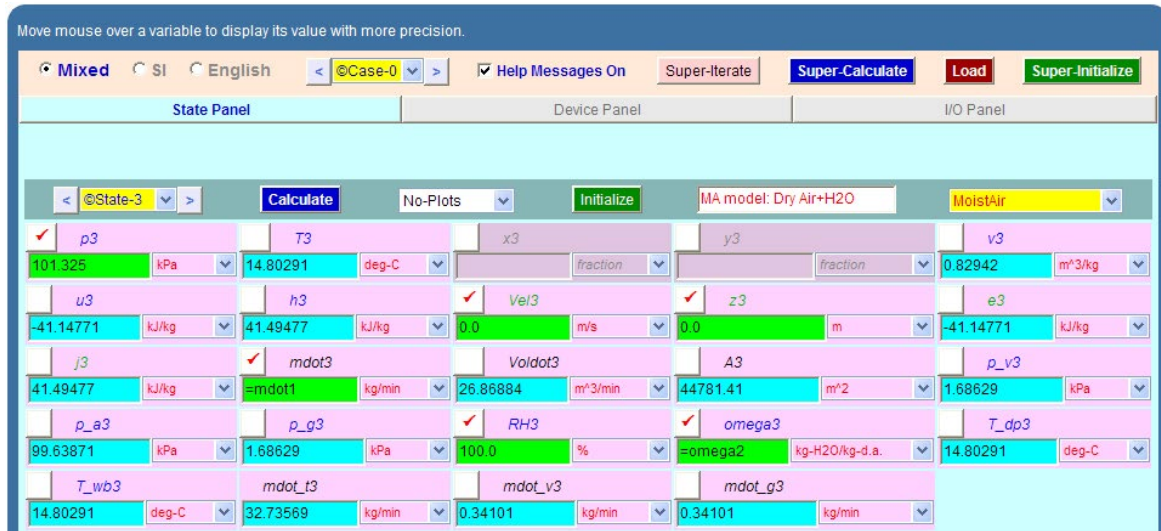 Move mouse over a variable to display its value with more precision.
Mixed SI English < ©Case-0 > Help Messages On Super-Iterate Super-Calculate Load Super-Initialize
State Panel Device Panel I/O Panel
< ©State-3 > Calculate No-Plots Initialize MA model: Dry Air+H2O MoistAir
p3 T3 x3 y3 v3
101.325 kPa 14.80291 deg-C fraction fraction 0.82942 m^3/kg
u3 h3 Vel3 z3 e3
-41.14771 kJ/kg 41.49477 kJ/kg 0.0 m/s 0.0 m -41.14771 kJ/kg
j3 mdot3 Voldot3 A3 p_v3
41.49477 kJ/kg =mdot1 kg/min 26.86884 m^3/min 44781.41 m^2 1.68629 kPa
p_a3 p_g3 RH3 omega3 T_dp3
99.63871 kPa 1.68629 kPa 100.0 % =omega2 kg-H2O/kg-d.a. 14.80291 deg-C
T_wb3 mdot_t3 mdot_v3 mdot_g3
14.80291 deg-C 32.73569 kg/min 0.34101 kg/min 0.34101 kg/min